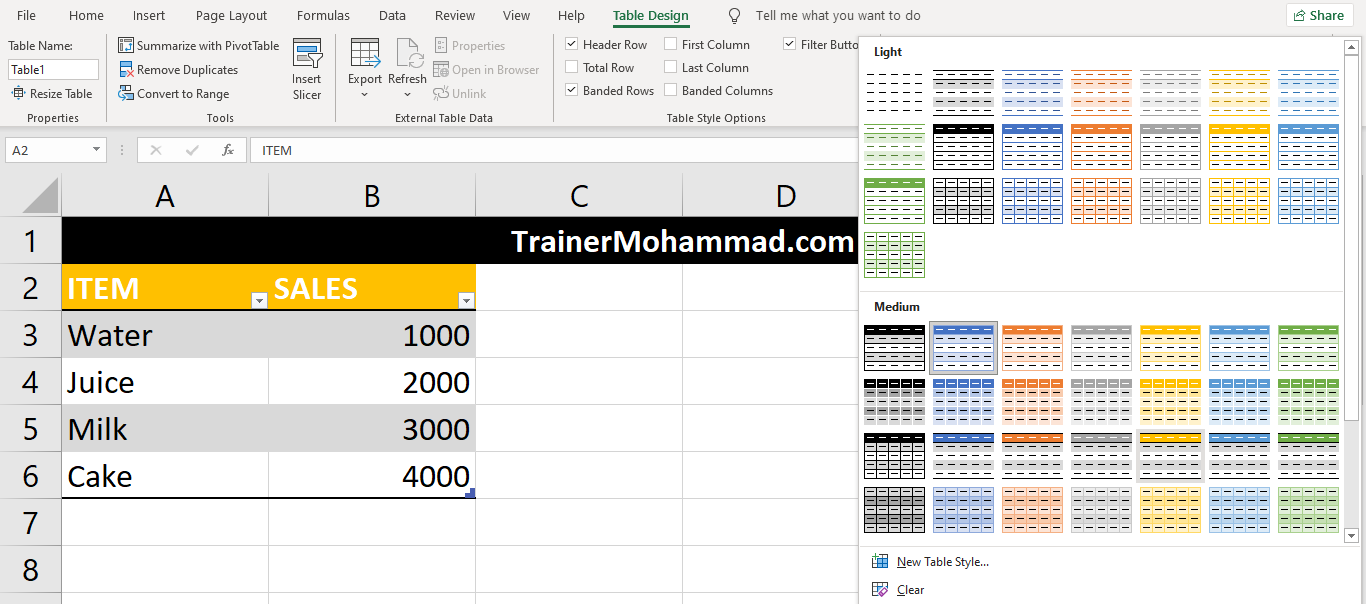 File Home Insert Page Layout Formulas Data Review View Help Table Design Tell me what you want to do Share
Table Name:
Table1
Resize Table
Properties
Summarize with PivotTable
Remove Duplicates
Convert to Range
Tools
Insert
Slicer
Export Refresh
Properties
Open in Browser
Unlink
External Table Data
Header Row First Column Filter Butto
Total Row Last Column
Banded Rows Banded Columns
Table Style Options
A2 fx ITEM
A B C D
1 TrainerMohammad.com
2 ITEM SALES
3 Water 1000
4 Juice 2000
5 Milk 3000
6 Cake 4000
7
8
Light
Medium
New Table Style...
Clear